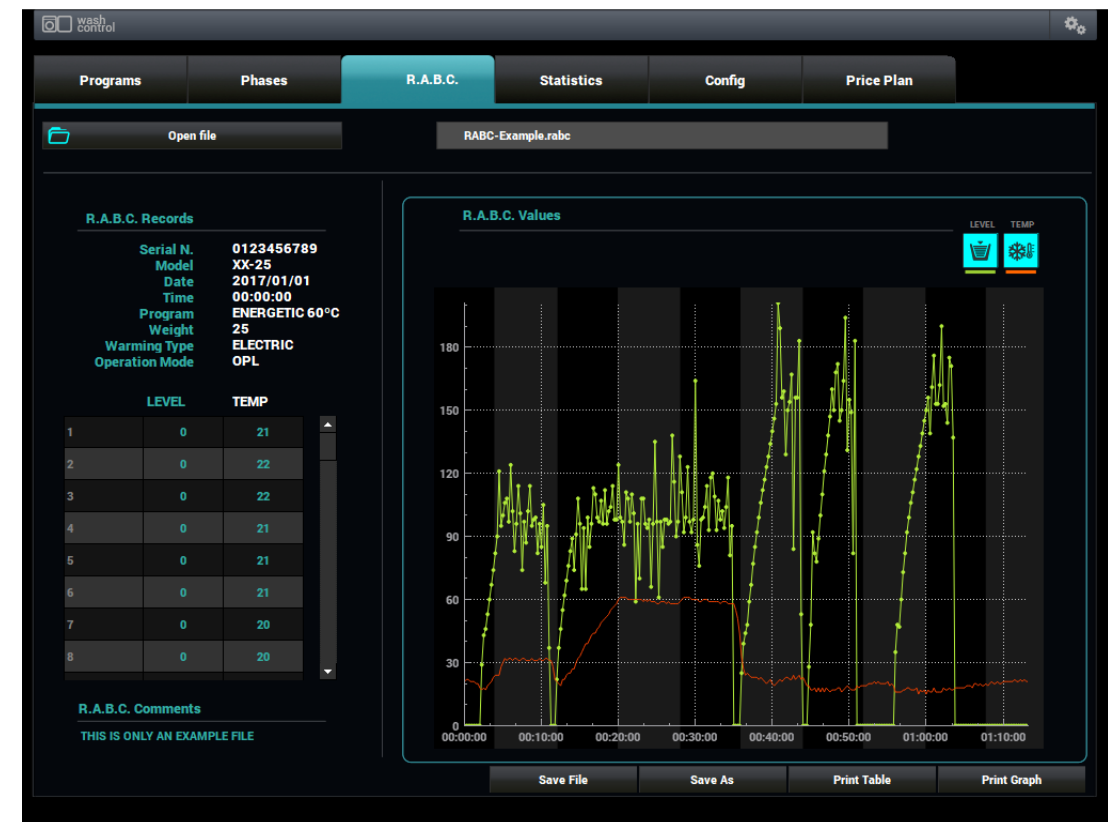 wash
control
Programs Phases R.A.B.C. Statistics Config Price Plan
Open file RABC-Example.rabc
R.A.B.C. Records
Serial N. 0123456789
Model XX-25
Date 2017/01/01
Time 00:00:00
Program ENERGETIC 60ºC
Weight 25
Warming Type ELECTRIC
Operation Mode OPL
LEVEL TEMP
1 0 21
2 0 22
3 0 22
4 0 21
5 0 21
6 0 21
7 0 20
8 0 20
R.A.B.C. Comments
THIS IS ONLY AN EXAMPLE FILE
R.A.B.C. Values
LEVEL TEMP
180
150
120
90
60
30
0
00:00:00 00:10:00 00:20:00 00:30:00 00:40:00 00:50:00 01:00:00 01:10:00
Save File Save As Print Table Print Graph